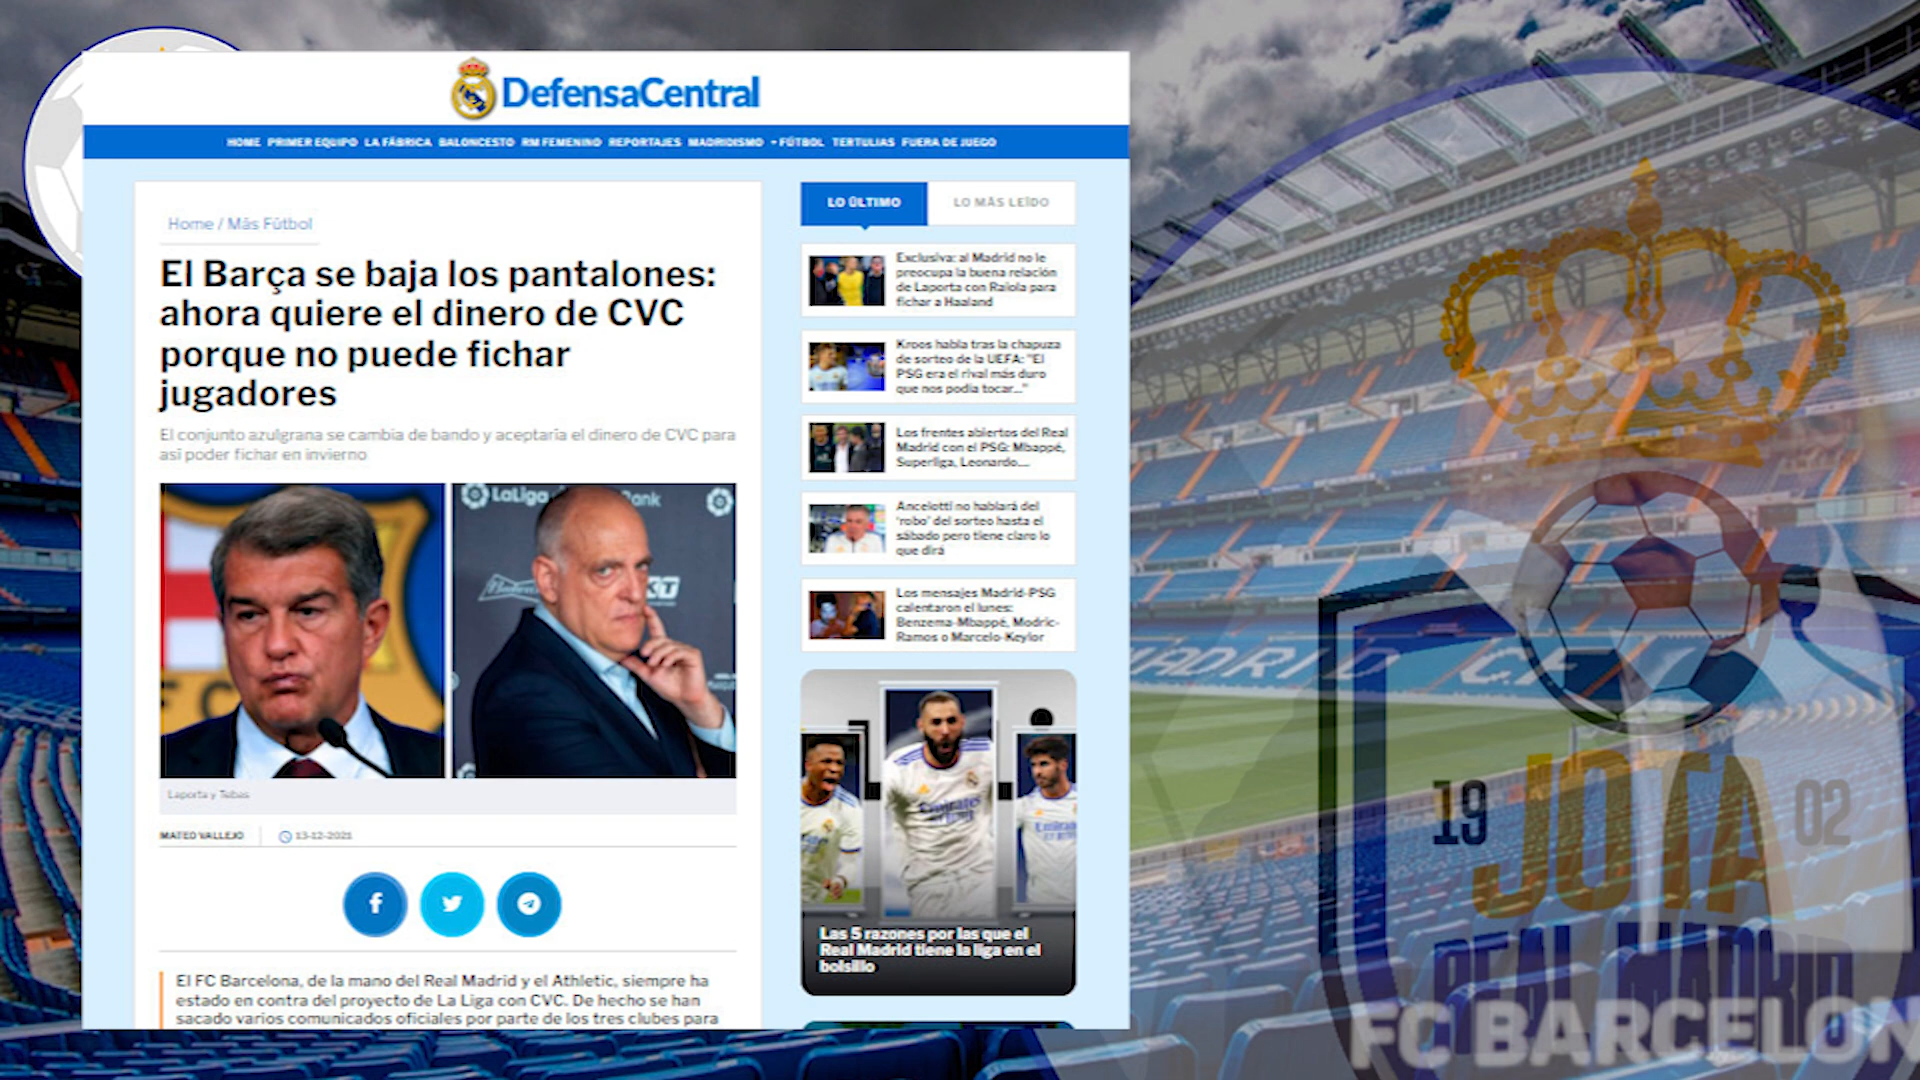 DefensaCentral
HOME PRIMER EQUIPO LA FÁBRICA BALONCESTO RM FEMENINO REPORTAJES MADRIDISMO FÚTBOL TERTULIAS FUERA DE JUEGO
Home / Más Fútbol
El Barça se baja los pantalones:
ahora quiere el dinero de CVC
porque no puede fichar
jugadores
El conjunto azulgrana se cambia de bando y aceptaría el dinero de CVC para
así poder fichar en invierno
LaLiga
Laporta y Tebas
MATEO VALLEJO 13-12-2021
El FC Barcelona, de la mano del Real Madrid y el Athletic, siempre ha
estado en contra del proyecto de La Liga con CVC. De hecho se han
sacado varios comunicados oficiales por parte de los tres clubes para
LO ÚLTIMO LO MÁS LEÍDO
Exclusiva: al Madrid no le
preocupa la buena relación
de Laporta con Raiola para
fichar a Haaland
Kroos habla tras la chapuza
de sorteo de la UEFA: "El
PSG era el rival más duro
que nos podía tocar..."
Los frentes abiertos del Real
Madrid con el PSG: Mbappé,
Superliga, Leonardo....
Ancelotti no hablará del
'robo' del sorteo hasta el
sábado pero tiene claro lo
que dirá
Los mensajes Madrid-PSG
calentaron el lunes:
Benzema-Mbappé, Modric-
Ramos o Marcelo-Keylor
Las 5 razones por las que el
Real Madrid tiene la liga en el
bolsillo
MADRID C.F
19 JOTA 02
REAL MADRID
FC BARCELON